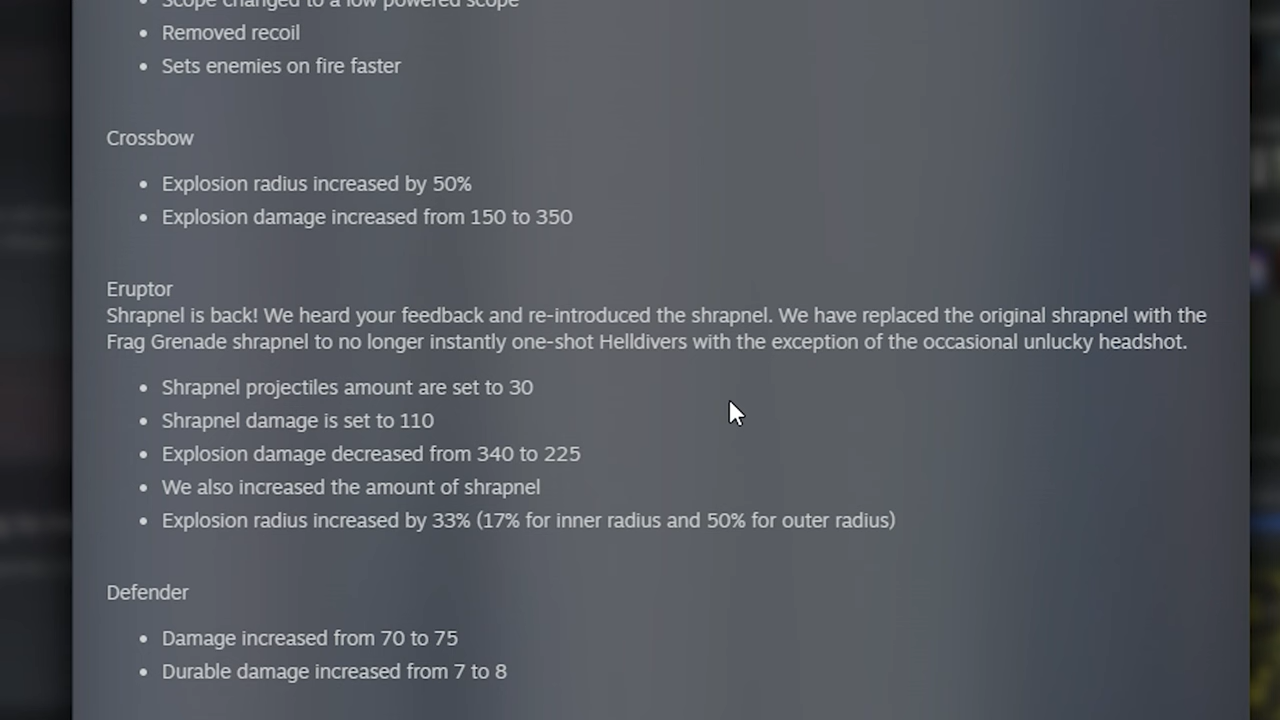 Scope changed to a low powered scope
Removed recoil
Sets enemies on fire faster
Crossbow
Explosion radius increased by 50%
Explosion damage increased from 150 to 350
Eruptor
Shrapnel is back! We heard your feedback and re-introduced the shrapnel. We have replaced the original shrapnel with the
Frag Grenade shrapnel to no longer instantly one-shot Helldivers with the exception of the occasional unlucky headshot.
Shrapnel projectiles amount are set to 30
Shrapnel damage is set to 110
Explosion damage decreased from 340 to 225
We also increased the amount of shrapnel
Explosion radius increased by 33% (17% for inner radius and 50% for outer radius)
Defender
Damage increased from 70 to 75
Durable damage increased from 7 to 8